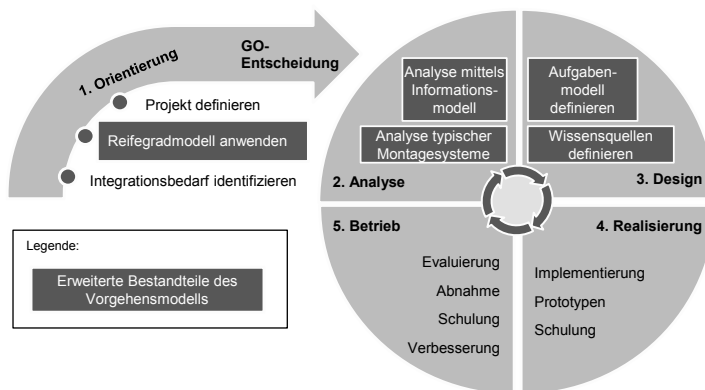 1. Orientierung
GO-
Entscheidung
Projekt definieren
Reifegradmodell anwenden
Integrationsbedarf identifizieren
Legende:
Erweiterte Bestandteile des
Vorgehensmodells
Analyse mittels
Informations-
modell
Analyse typischer
Montagesysteme
2. Analyse
Aufgaben-
modell
definieren
Wissensquellen
definieren
3. Design
5. Betrieb
Evaluierung
Abnahme
Schulung
Verbesserung
4. Realisierung
Implementierung
Prototypen
Schulung